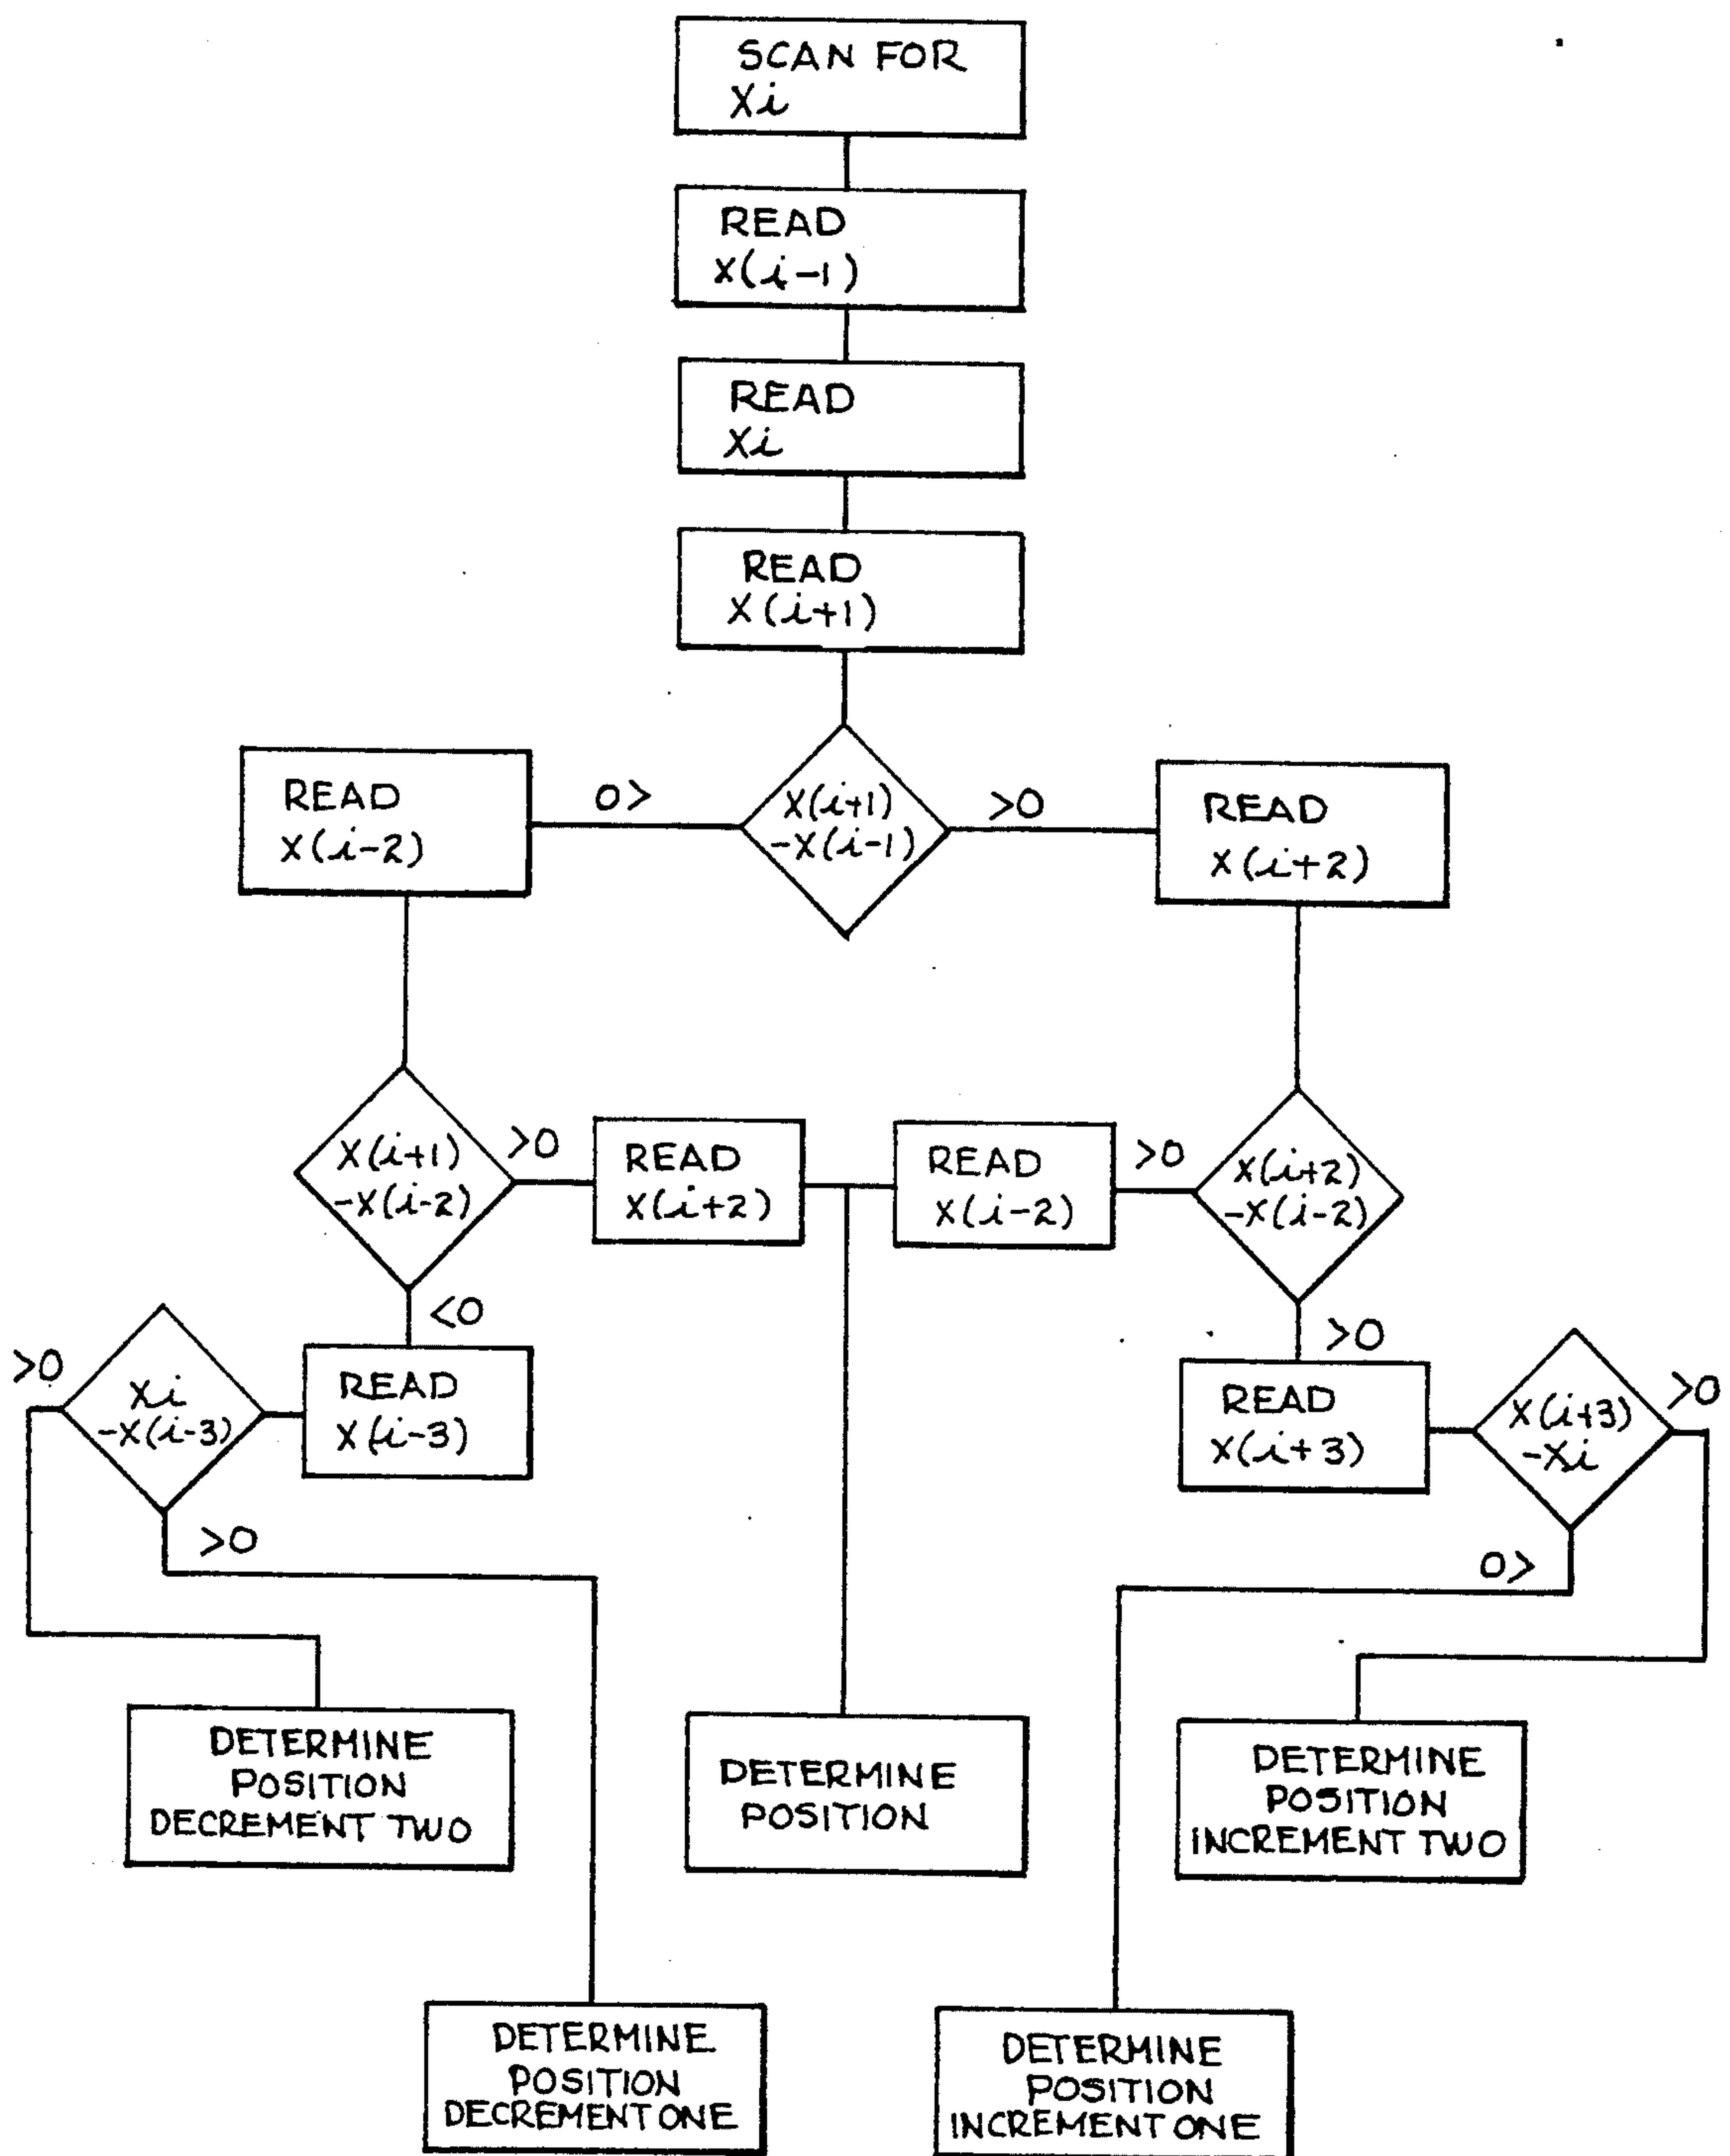 SCAN FOR
Xi
READ
X(i-1)
READ
Xi
READ
X(i+1)
READ
X(i-2)
0>
X(i+1)
-X(i-1)
>0
READ
X(i+2)
X(i+1)
-X(i-2)
>0
READ
X(i+2)
READ
X(i-2)
>0
X(i+2)
-X(i-2)
<0
>0
>0
Xi
-X(i-3)
READ
X(i-3)
READ
X(i+3)
X(i+3)
-Xi
>0
>0
0>
DETERMINE
POSITION
DECREMENT TWO
DETERMINE
POSITION
DETERMINE
POSITION
INCREMENT TWO
DETERMINE
POSITION
DECREMENT ONE
DETERMINE
POSITION
INCREMENT ONE